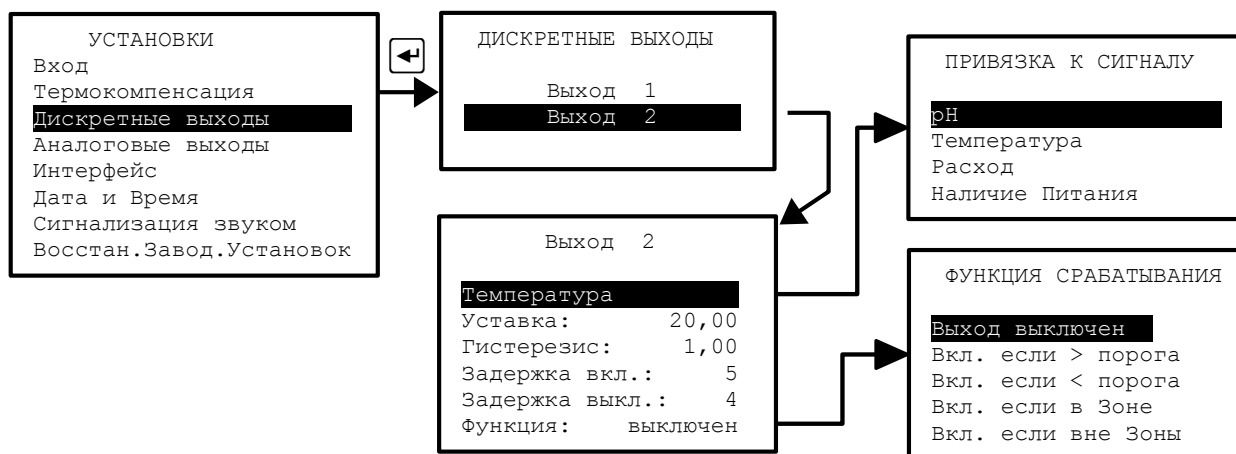 УСТАНОВКИ
Вход
Термокомпенсация
Дискретные выходы
Аналоговые выходы
Интерфейс
Дата и Время
Сигнализация звуком
Восстан.Завод.Установок
ДИСКРЕТНЫЕ ВЫХОДЫ
Выход 1
Выход 2
Выход 2
Температура
Уставка: 20,00
Гистерезис: 1,00
Задержка вкл.: 5
Задержка выкл.: 4
Функция: выключен
ПРИВЯЗКА К СИГНАЛУ
pH
Температура
Расход
Наличие Питания
ФУНКЦИЯ СРАБАТЫВАНИЯ
Выход выключен
Вкл. если > порога
Вкл. если < порога
Вкл. если в Зоне
Вкл. если вне Зоны